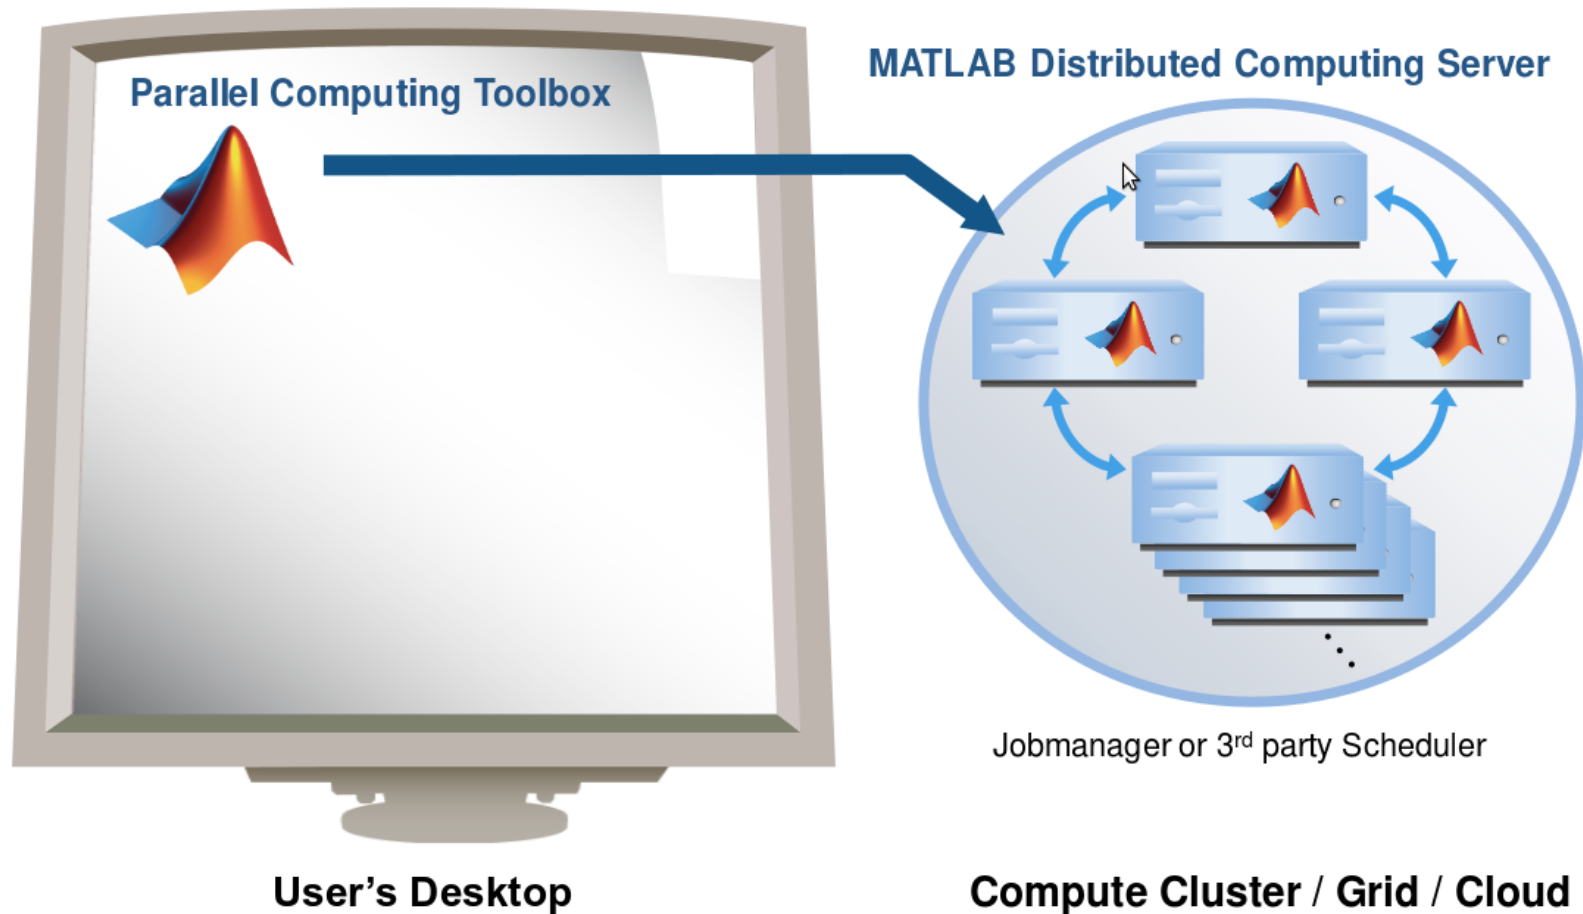 Parallel Computing Toolbox
MATLAB Distributed Computing Server
Jobmanager or 3rd party Scheduler
User’s Desktop
Compute Cluster / Grid / Cloud